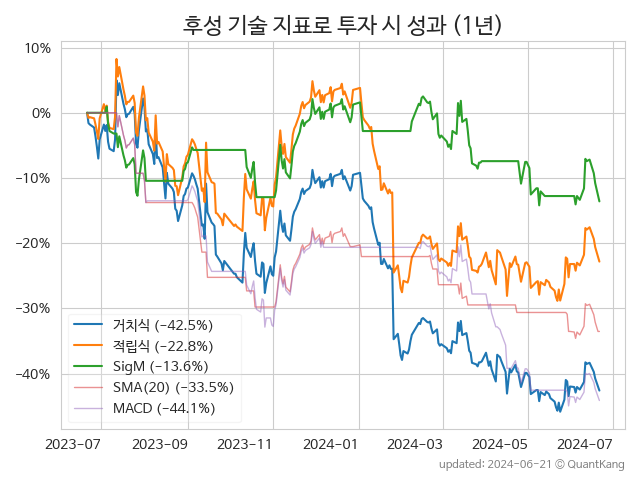 후성 기술 지표로 투자 시 성과 (1년)
10%
0%
−10%
−20%
−30%
−40%
거치식 (−42.5%)
적립식 (−22.8%)
SigM (−13.6%)
SMA(20) (−33.5%)
MACD (−44.1%)
2023-07
2023-09
2023-11
2024-01
2024-03
2024-05
2024-07
updated: 2024-06-21 © QuantKang